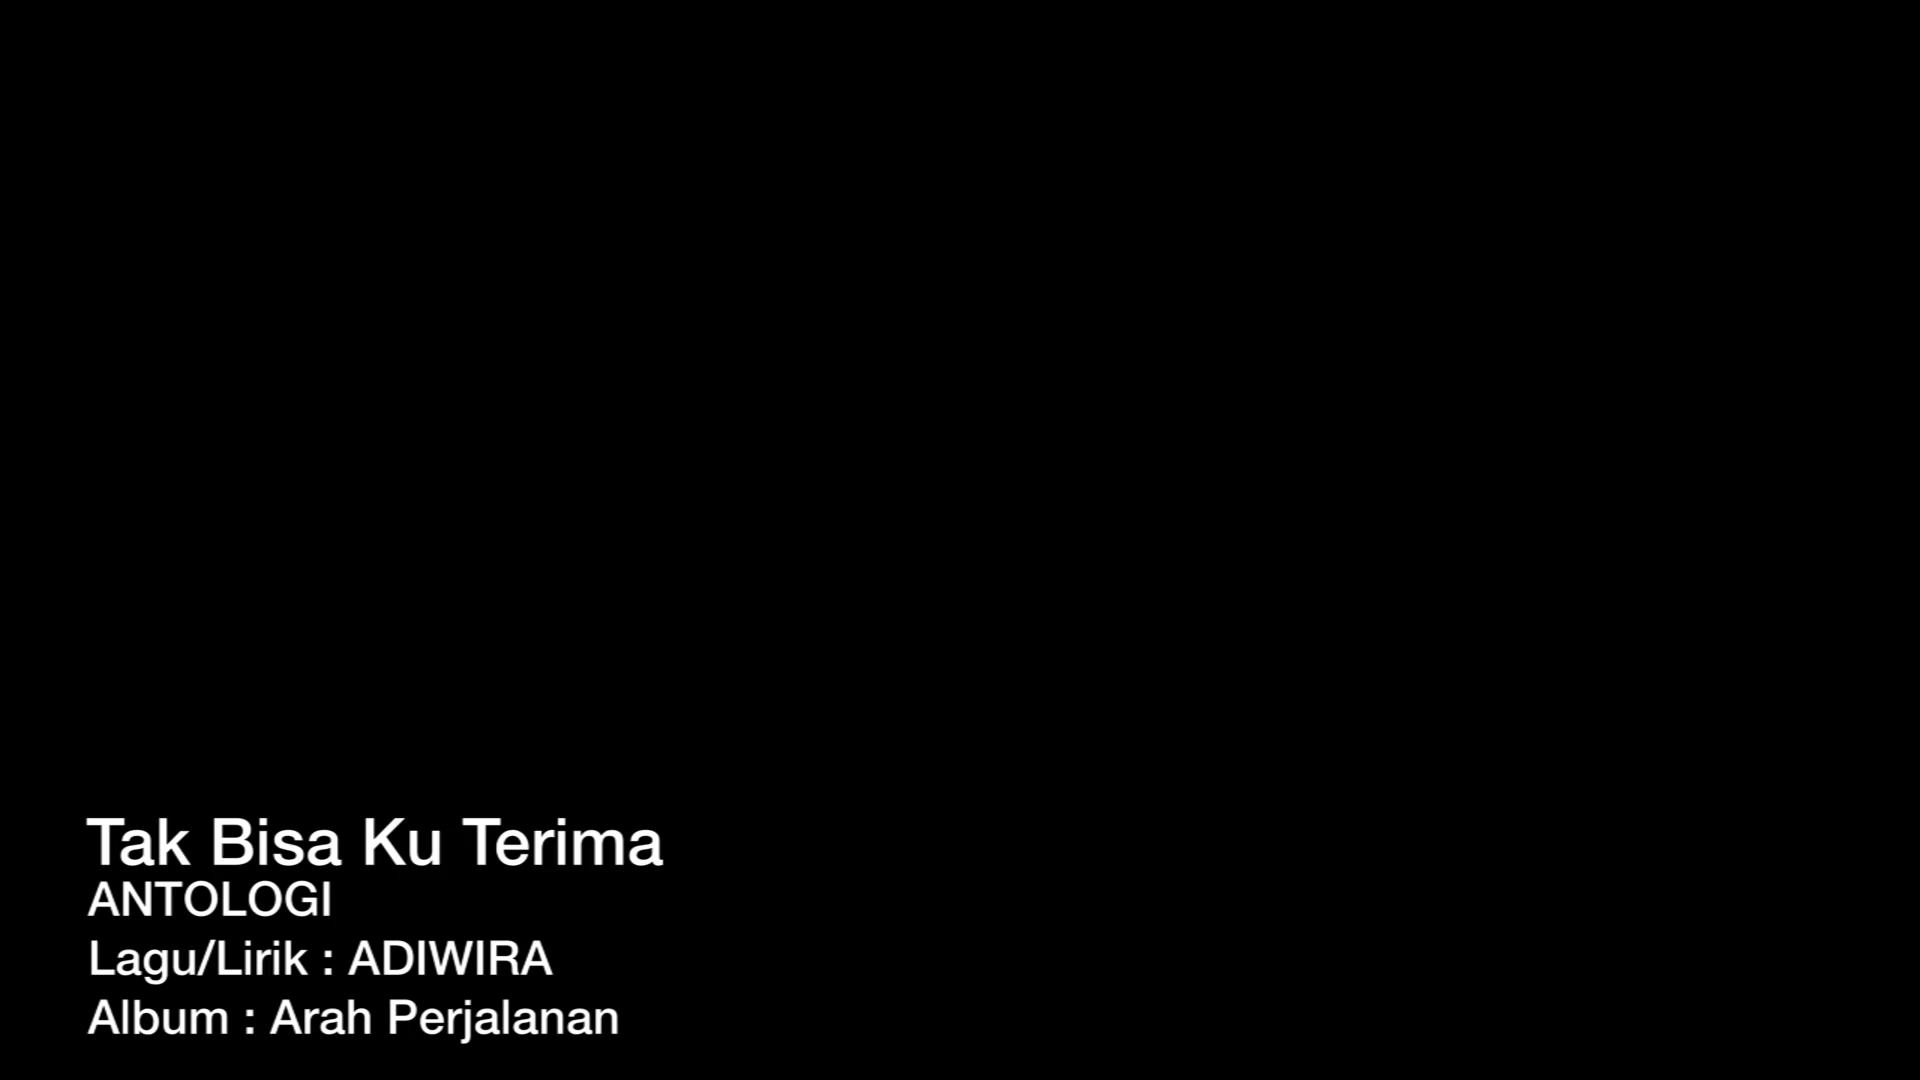 Tak Bisa Ku Terima
ANTOLOGI
Lagu/Lirik : ADIWIRA
Album : Arah Perjalanan